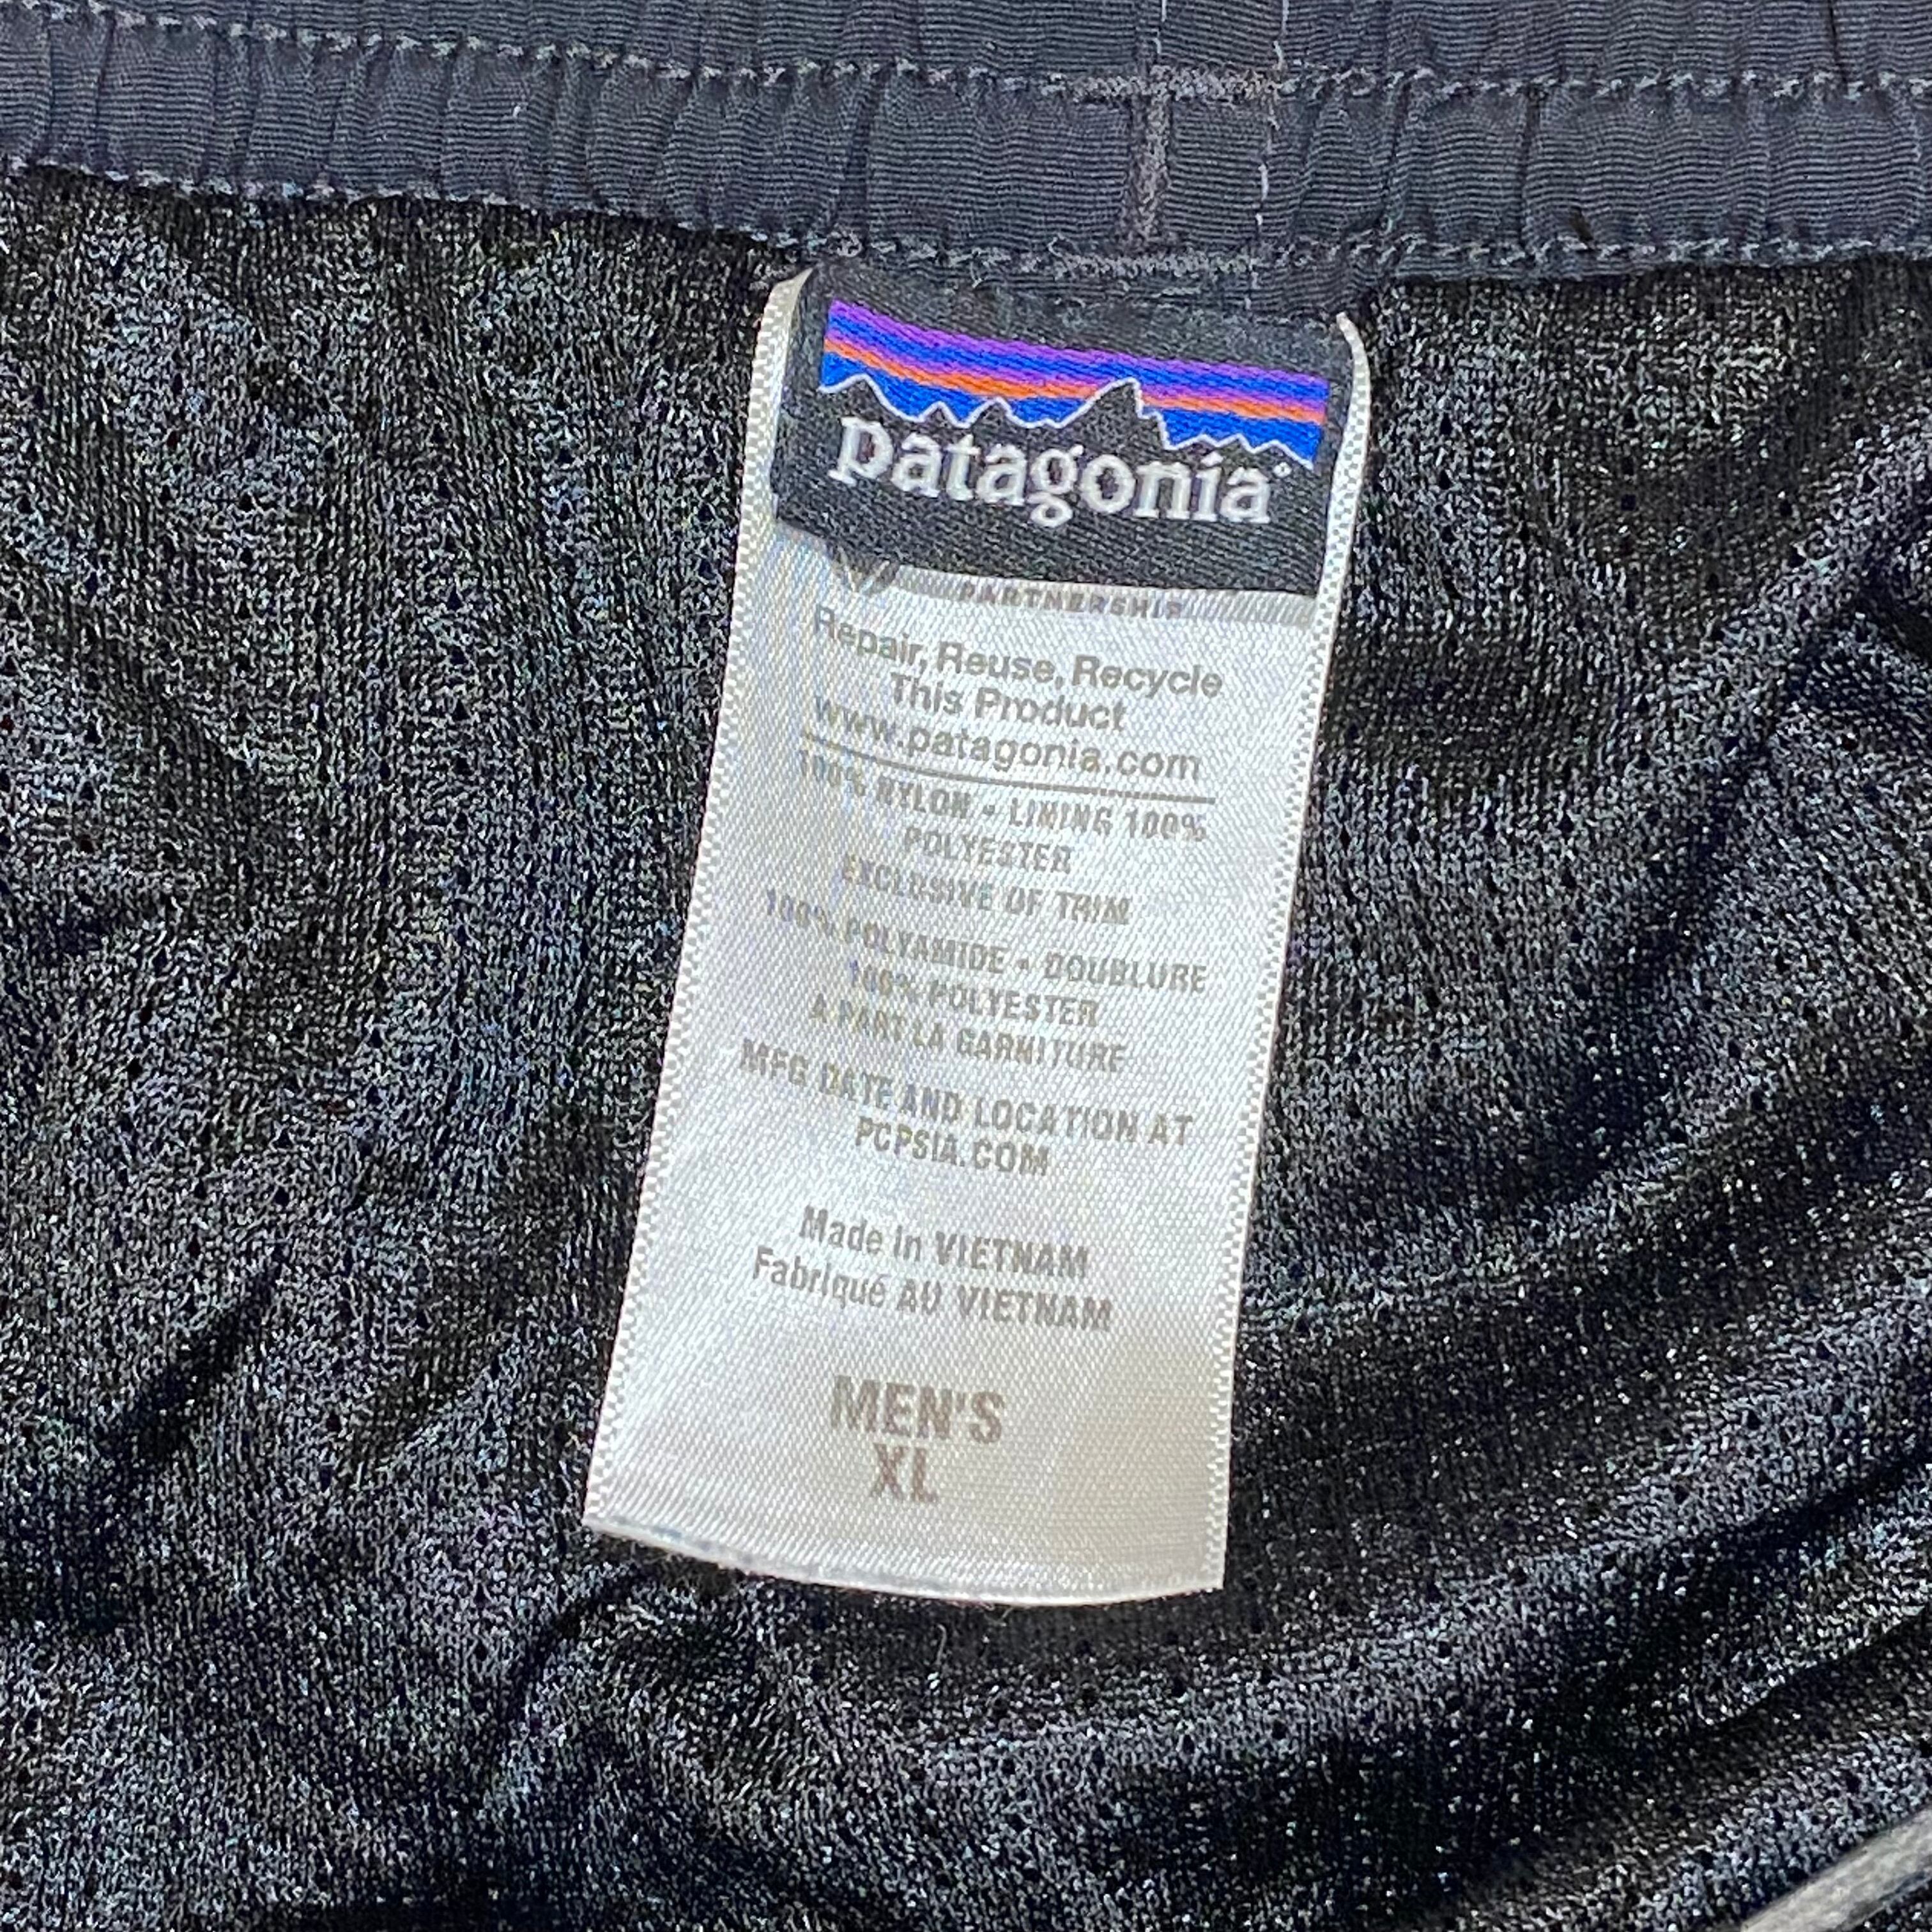 patagonia®
PARTNERSHIP
Repair, Reuse, Recycle
This Product
www.patagonia.com
100% NYLON - LINING 100%
POLYESTER
EXCLUSIVE OF TRIM
100% POLYAMIDE - DOUBLURE
100% POLYESTER
A PART LA GARNITURE
MFG DATE AND LOCATION AT
PCPSIA.COM
Made in VIETNAM
Fabriqué AU VIETNAM
MEN'S
XL